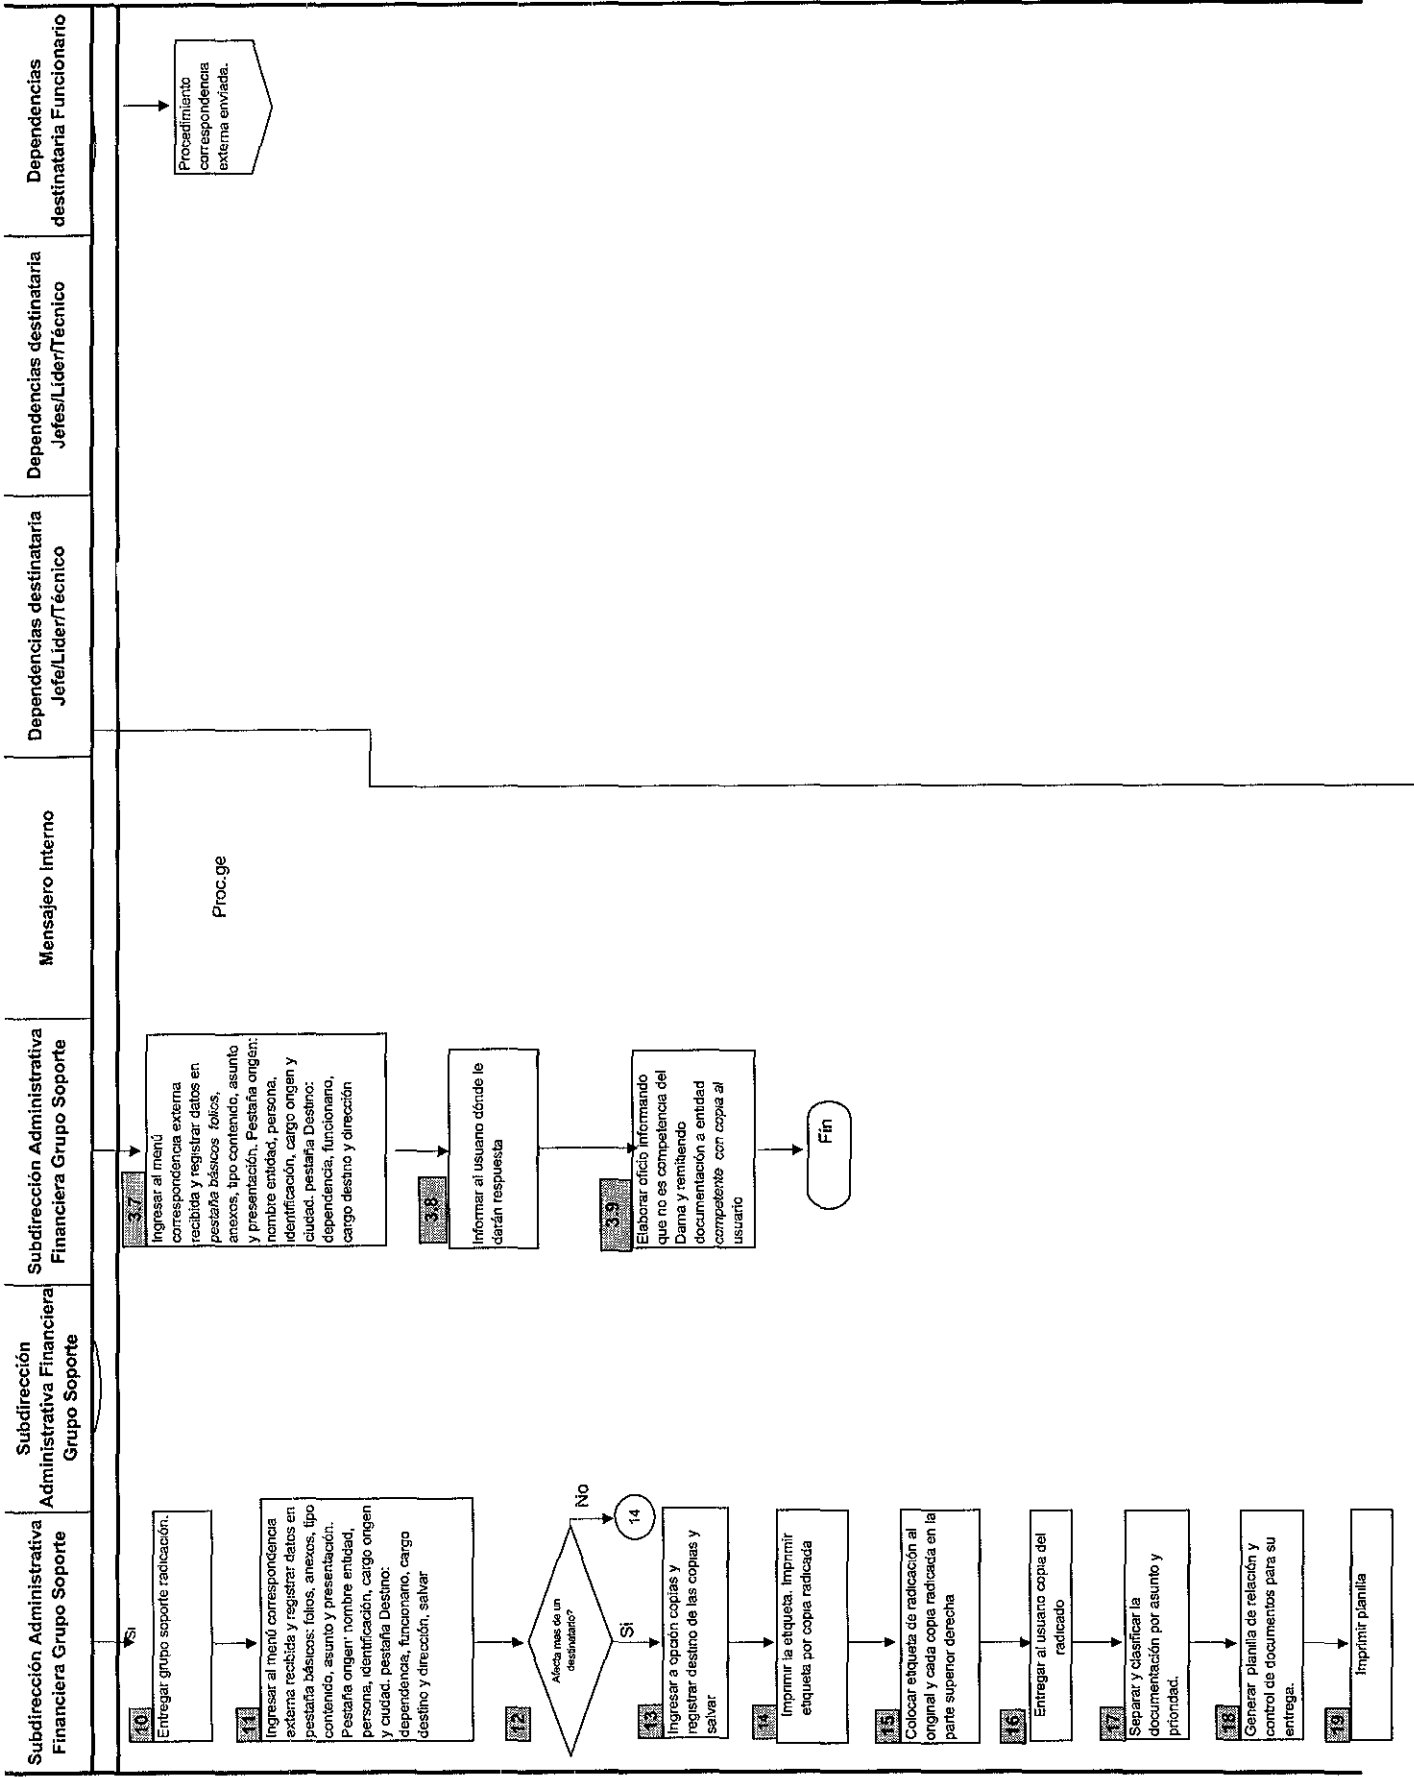 Subdirección Administrativa
Financiera Grupo Soporte
Subdirección
Administrativa Financiera
Grupo Soporte
Subdirección Administrativa
Financiera Grupo Soporte
Mensajero Interno
Dependencias destinataria
Jefe/Lider/Técnico
Dependencias destinataria
Jefes/Lider/Técnico
Dependencias
destinataria Funcionario
Si
10
Entregar grupo soporte radicación.
11
Ingresar al menú correspondencia
externa recibida y registrar datos en
pestaña básicos: folios, anexos, tipo
contenido, asunto y presentación.
Pestaña origen: nombre entidad,
persona, identificación, cargo origen
y ciudad. pestaña Destino:
dependencia, funcionario, cargo
destino y dirección, salvar
12
Afecta mas de un
destinatario?
No
14
Si
13
Ingresar a opción copias y
registrar destino de las copias y
salvar
14
Imprimir la etiqueta. Imprimir
etiqueta por copia radicada
15
Colocar etiqueta de radicación al
original y cada copia radicada en la
parte superior derecha
16
Entregar al usuario copia del
radicado
17
Separar y clasificar la
documentación por asunto y
prioridad.
18
Generar planilla de relación y
control de documentos para su
entrega.
19
Imprimir planilla
3.7
Ingresar al menú
correspondencia externa
recibida y registrar datos en
pestaña básicos folios,
anexos, tipo contenido, asunto
y presentación. Pestaña origen:
nombre entidad, persona,
identificación, cargo origen y
ciudad. pestaña Destino:
dependencia, funcionario,
cargo destino y dirección
3.8
Informar al usuario dónde le
darán respuesta
3.9
Elaborar oficio informando
que no es competencia del
Dama y remitiendo
documentación a entidad
competente con copia al
usuario
Fin
Proc.ge
Procedimiento
correspondencia
externa enviada.